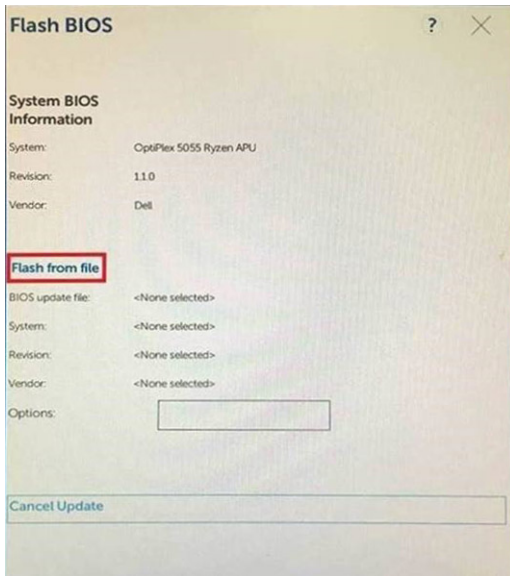 Flash BIOS ?
System BIOS
Information
System: OptiPlex 5055 Ryzen APU
Revision: 1.1.0
Vendor: Dell
Flash from file
BIOS update file: <None selected>
System: <None selected>
Revision: <None selected>
Vendor: <None selected>
Options:
Cancel Update